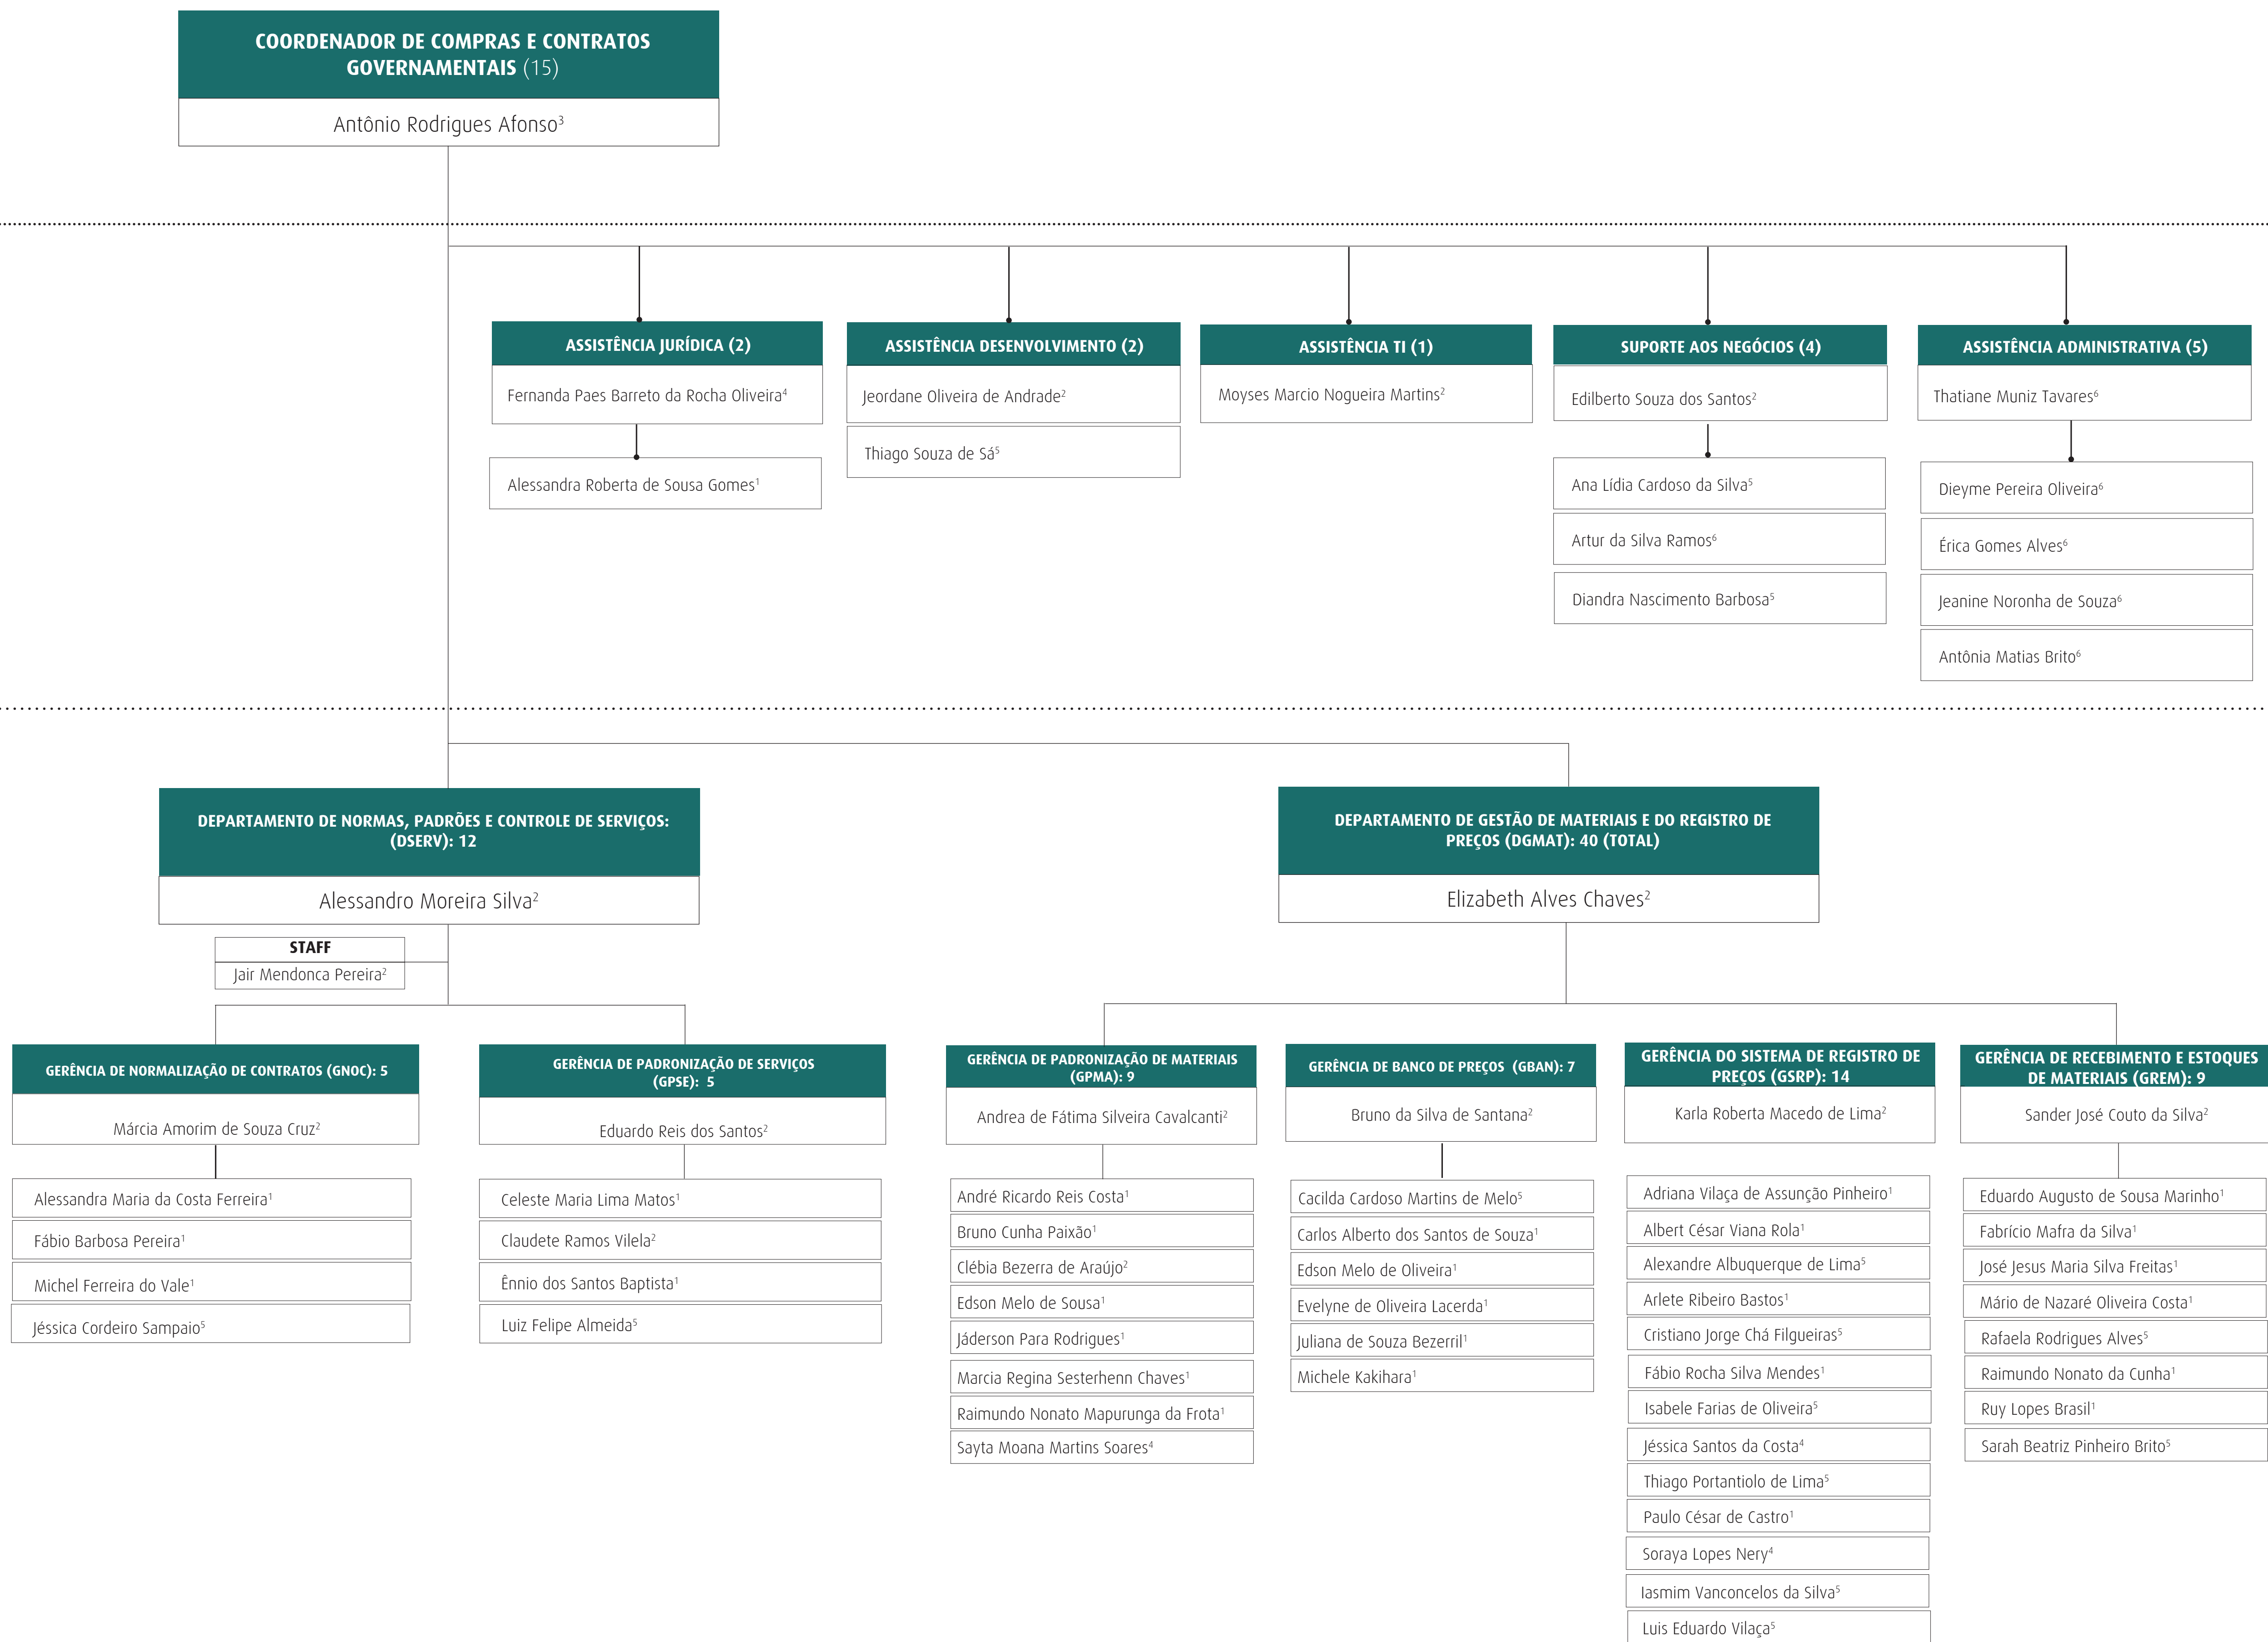 COORDENADOR DE COMPRAS E CONTRATOS
GOVERNAMENTAIS (15)
Antônio Rodrigues Afonso³
ASSISTÊNCIA JURÍDICA (2)
Fernanda Paes Barreto da Rocha Oliveira⁴
Alessandra Roberta de Sousa Gomes¹
ASSISTÊNCIA DESENVOLVIMENTO (2)
Jeordane Oliveira de Andrade²
Thiago Souza de Sá⁵
ASSISTÊNCIA TI (1)
Moyses Marcio Nogueira Martins²
SUPORTE AOS NEGÓCIOS (4)
Edilberto Souza dos Santos²
Ana Lídia Cardoso da Silva⁵
Artur da Silva Ramos⁶
Diandra Nascimento Barbosa⁵
ASSISTÊNCIA ADMINISTRATIVA (5)
Thatiane Muniz Tavares⁶
Dieyme Pereira Oliveira⁶
Érica Gomes Alves⁶
Jeanine Noronha de Souza⁶
Antônia Matias Brito⁶
DEPARTAMENTO DE NORMAS, PADRÕES E CONTROLE DE SERVIÇOS:
(DSERV): 12
Alessandro Moreira Silva²
STAFF
Jair Mendonca Pereira²
GERÊNCIA DE NORMALIZAÇÃO DE CONTRATOS (GNOC): 5
Márcia Amorim de Souza Cruz²
Alessandra Maria da Costa Ferreira¹
Fábio Barbosa Pereira¹
Michel Ferreira do Vale¹
Jéssica Cordeiro Sampaio⁵
GERÊNCIA DE PADRONIZAÇÃO DE SERVIÇOS
(GPSE): 5
Eduardo Reis dos Santos²
Celeste Maria Lima Matos¹
Claudete Ramos Vilela²
Ênnio dos Santos Baptista¹
Luiz Felipe Almeida⁵
DEPARTAMENTO DE GESTÃO DE MATERIAIS E DO REGISTRO DE
PREÇOS (DGMAT): 40 (TOTAL)
Elizabeth Alves Chaves²
GERÊNCIA DE PADRONIZAÇÃO DE MATERIAIS
(GPMA): 9
Andrea de Fátima Silveira Cavalcanti²
André Ricardo Reis Costa¹
Bruno Cunha Paixão¹
Clébia Bezerra de Araújo²
Edson Melo de Sousa¹
Jáderson Para Rodrigues¹
Marcia Regina Sesterhenn Chaves¹
Raimundo Nonato Mapurunga da Frota¹
Sayta Moana Martins Soares⁴
GERÊNCIA DE BANCO DE PREÇOS (GBAN): 7
Bruno da Silva de Santana²
Cacilda Cardoso Martins de Melo⁵
Carlos Alberto dos Santos de Souza¹
Edson Melo de Oliveira¹
Evelyne de Oliveira Lacerda¹
Juliana de Souza Bezerril¹
Michele Kakihara¹
GERÊNCIA DO SISTEMA DE REGISTRO DE
PREÇOS (GSRP): 14
Karla Roberta Macedo de Lima²
Adriana Vilaça de Assunção Pinheiro¹
Albert César Viana Rola¹
Alexandre Albuquerque de Lima⁵
Arlete Ribeiro Bastos¹
Cristiano Jorge Chá Filgueiras⁵
Fábio Rocha Silva Mendes¹
Isabele Farias de Oliveira⁵
Jéssica Santos da Costa⁴
Thiago Portantiolo de Lima⁵
Paulo César de Castro¹
Soraya Lopes Nery⁴
Iasmim Vanconcelos da Silva⁵
Luis Eduardo Vilaça⁵
GERÊNCIA DE RECEBIMENTO E ESTOQUES
DE MATERIAIS (GREM): 9
Sander José Couto da Silva²
Eduardo Augusto de Sousa Marinho¹
Fabrício Mafra da Silva¹
José Jesus Maria Silva Freitas¹
Mário de Nazaré Oliveira Costa¹
Rafaela Rodrigues Alves⁵
Raimundo Nonato da Cunha¹
Ruy Lopes Brasil¹
Sarah Beatriz Pinheiro Brito⁵